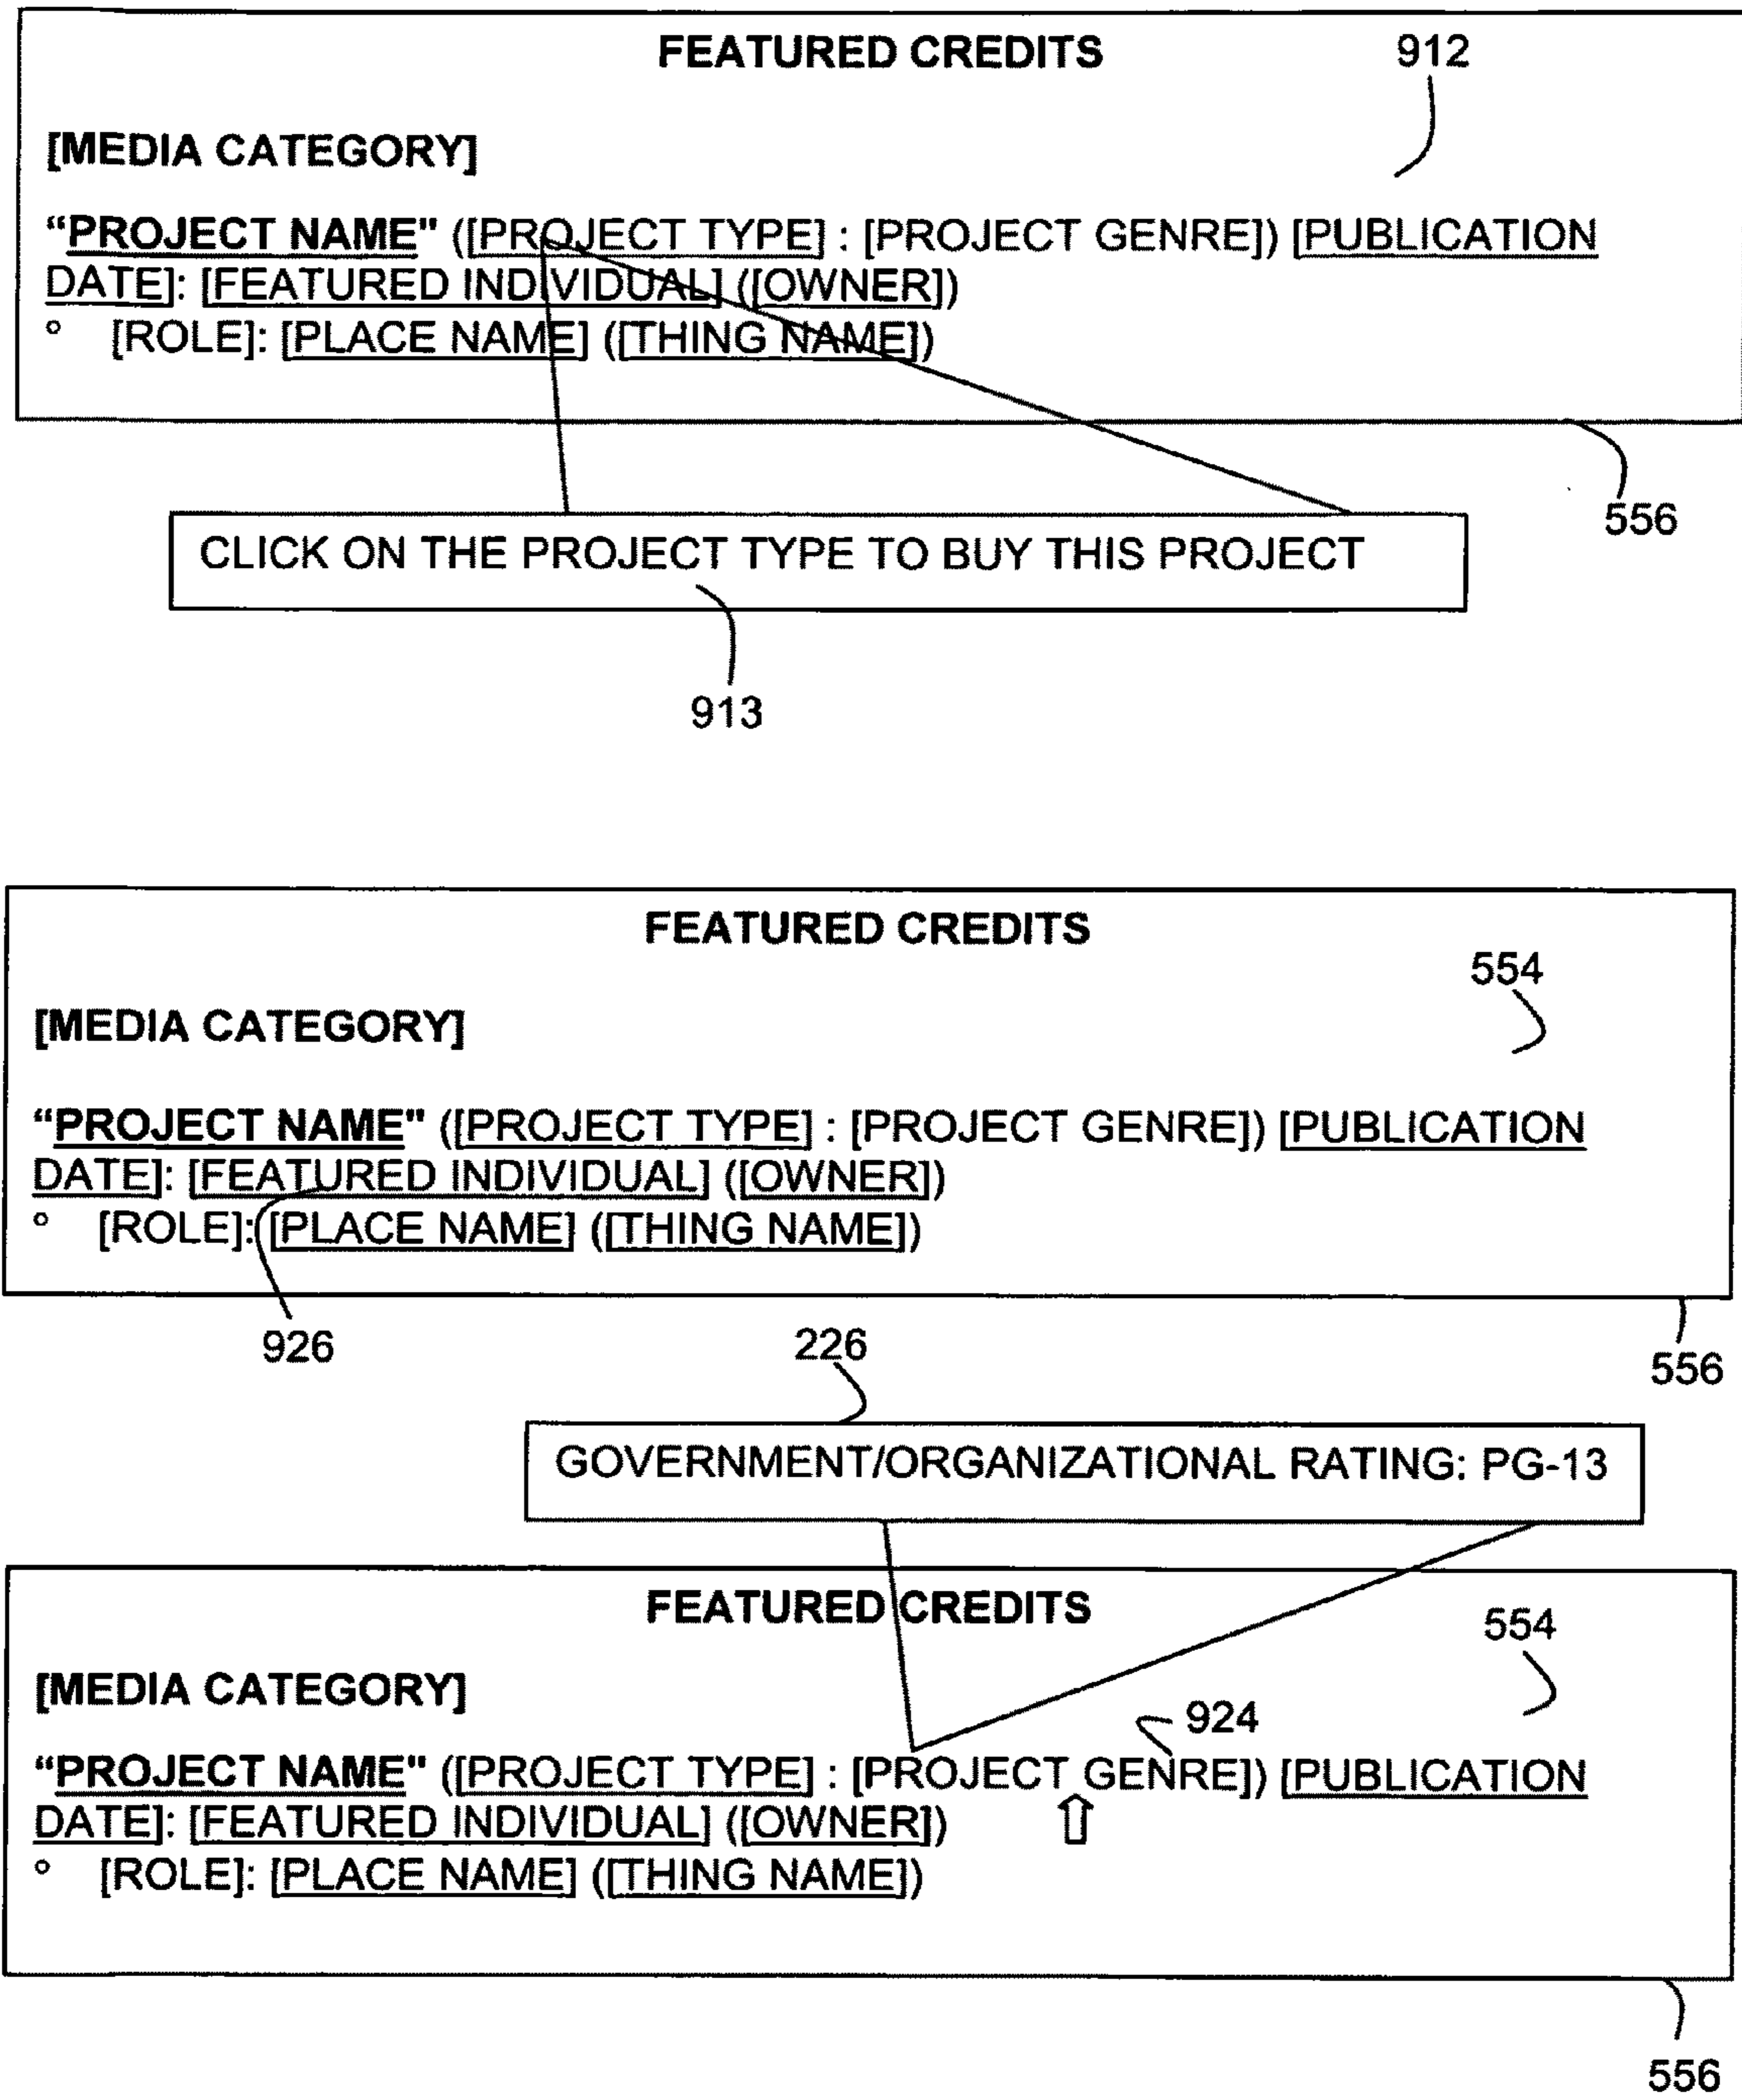 FEATURED CREDITS
912
[MEDIA CATEGORY]
“PROJECT NAME" ([PROJECT TYPE] : [PROJECT GENRE]) [PUBLICATION
DATE]: [FEATURED INDIVIDUAL] ([OWNER])
° [ROLE]: [PLACE NAME] ([THING NAME])
556
CLICK ON THE PROJECT TYPE TO BUY THIS PROJECT
913
FEATURED CREDITS
554
[MEDIA CATEGORY]
“PROJECT NAME" ([PROJECT TYPE] : [PROJECT GENRE]) [PUBLICATION
DATE]: [FEATURED INDIVIDUAL] ([OWNER])
° [ROLE]: [PLACE NAME] ([THING NAME])
926
226
556
GOVERNMENT/ORGANIZATIONAL RATING: PG-13
FEATURED CREDITS
554
[MEDIA CATEGORY]
924
“PROJECT NAME" ([PROJECT TYPE] : [PROJECT GENRE]) [PUBLICATION
DATE]: [FEATURED INDIVIDUAL] ([OWNER])
° [ROLE]: [PLACE NAME] ([THING NAME])
556